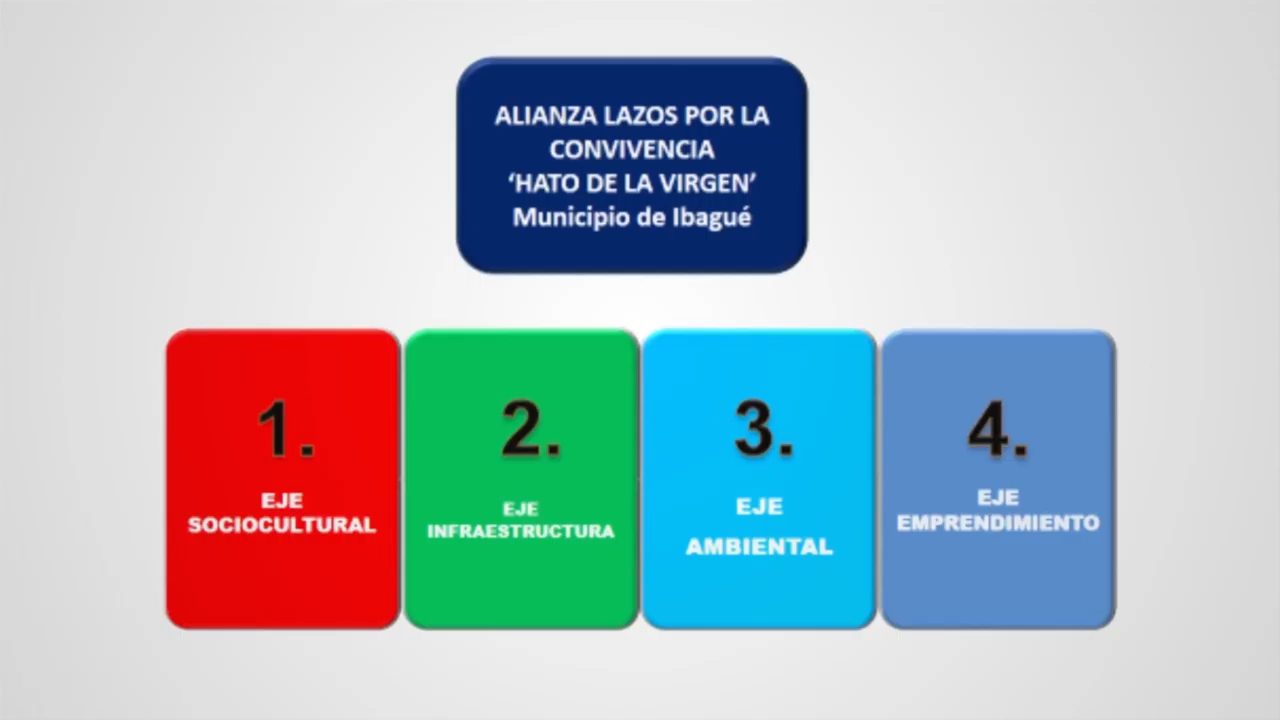 ALIANZA LAZOS POR LA
CONVIVENCIA
‘HATO DE LA VIRGEN’
Municipio de Ibagué
1.
EJE
SOCIOCULTURAL
2.
EJE
INFRAESTRUCTURA
3.
EJE
AMBIENTAL
4.
EJE
EMPRENDIMIENTO